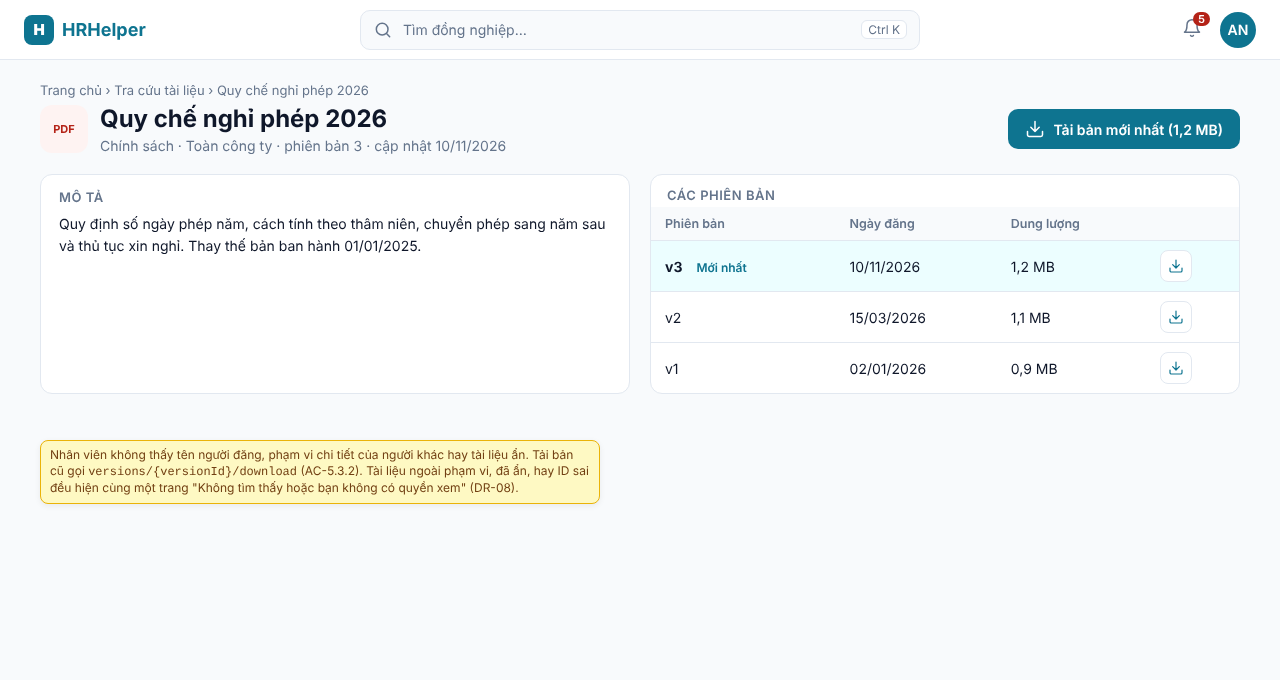 H HRHelper
Tìm đồng nghiệp... Ctrl K
5
AN
Trang chủ › Tra cứu tài liệu › Quy chế nghỉ phép 2026
PDF
Quy chế nghỉ phép 2026
Chính sách · Toàn công ty · phiên bản 3 · cập nhật 10/11/2026
Tải bản mới nhất (1,2 MB)
MÔ TẢ
Quy định số ngày phép năm, cách tính theo thâm niên, chuyển phép sang năm sau
và thủ tục xin nghỉ. Thay thế bản ban hành 01/01/2025.
CÁC PHIÊN BẢN
Phiên bản Ngày đăng Dung lượng
v3 Mới nhất 10/11/2026 1,2 MB
v2 15/03/2026 1,1 MB
v1 02/01/2026 0,9 MB
Nhân viên không thấy tên người đăng, phạm vi chi tiết của người khác hay tài liệu ẩn. Tải bản
cũ gọi versions/{versionId}/download (AC-5.3.2). Tài liệu ngoài phạm vi, đã ẩn, hay ID sai
đều hiện cùng một trang "Không tìm thấy hoặc bạn không có quyền xem" (DR-08).